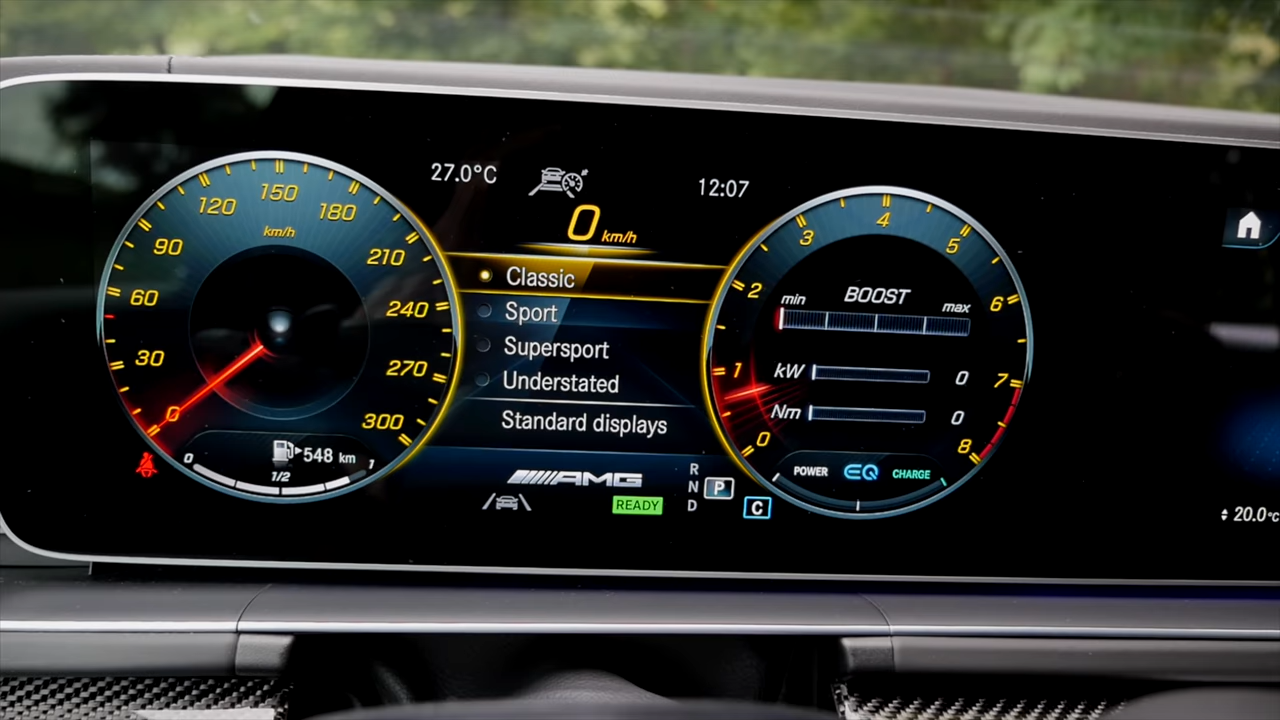 27.0°C
12:07
0 km/h
0
30
60
90
120
150
180
210
240
270
300
km/h
0
1/2
1
548 km
Classic
Sport
Supersport
Understated
Standard displays
AMG
READY
R
N
D
P
C
0
1
2
3
4
5
6
7
8
BOOST
min
max
kW 0
Nm 0
POWER EQ CHARGE
20.0°C